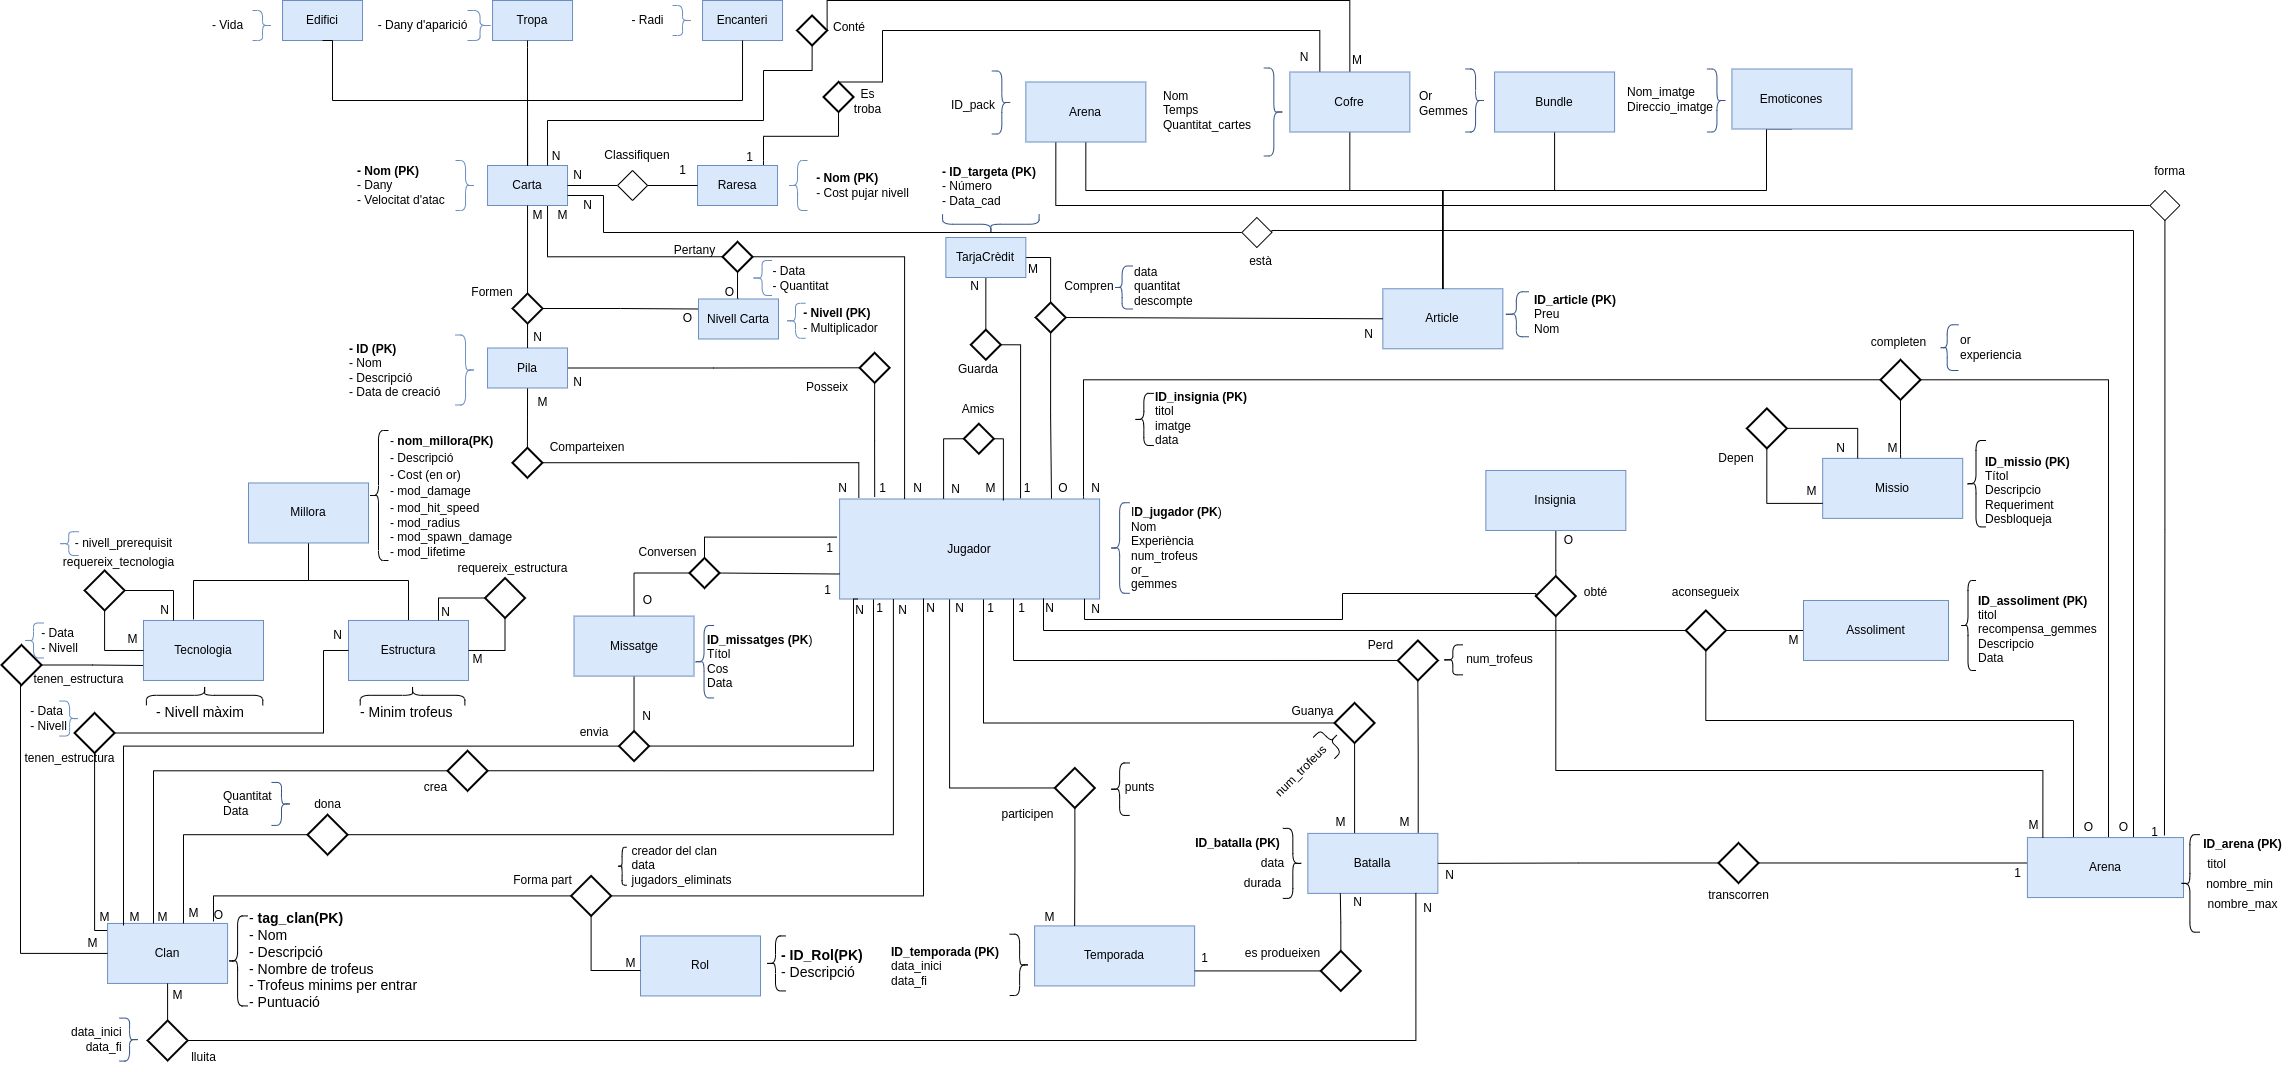 - Vida
Edifici
- Dany d'aparició
Tropa
- Radi
Encanteri
Conté
Es
troba
N
M
ID_pack
Arena
Nom
Temps
Quantitat_cartes
Cofre
Or
Gemmes
Bundle
Nom_imatge
Direccio_imatge
Emoticones
forma
- Nom (PK)
- Dany
- Velocitat d'atac
Carta
N
N
N
M
M
Classifiquen
1
1
Raresa
- Nom (PK)
- Cost pujar nivell
- ID_targeta (PK)
- Número
- Data_cad
TarjaCrèdit
M
N
està
Pertany
- Data
- Quantitat
O
Formen
O
Nivell Carta
- Nivell (PK)
- Multiplicador
Compren
data
quantitat
descompte
N
Article
ID_article (PK)
Preu
Nom
Guarda
- ID (PK)
- Nom
- Descripció
- Data de creació
N
Pila
N
M
Posseix
Comparteixen
Amics
ID_insignia (PK)
titol
imatge
data
completen
or
experiencia
Depen
N
M
M
Missio
ID_missio (PK)
Títol
Descripcio
Requeriment
Desbloqueja
- nom_millora(PK)
- Descripció
- Cost (en or)
- mod_damage
- mod_hit_speed
- mod_radius
- mod_spawn_damage
- mod_lifetime
Millora
- nivell_prerequisit
requereix_tecnologia
N
M
requereix_estructura
N
M
- Data
- Nivell
tenen_estructura
Tecnologia
- Nivell màxim
N
Estructura
- Minim trofeus
- Data
- Nivell
tenen_estructura
N
1
N
N
M
1
O
N
Jugador
ID_jugador (PK)
Nom
Experiència
num_trofeus
or_
gemmes
Conversen
1
1
O
Missatge
ID_missatges (PK)
Títol
Cos
Data
N
envia
N
1
N
N
N
1
1
N
N
Insignia
O
obté
aconsegueix
M
Assoliment
ID_assoliment (PK)
titol
recompensa_gemmes
Descripcio
Data
Perd
num_trofeus
Guanya
num_trofeus
crea
Quantitat
Data
dona
participen
punts
M
M
ID_batalla (PK)
data
durada
Batalla
N
N
N
transcorren
1
M
O
O
1
Arena
ID_arena (PK)
titol
nombre_min
nombre_max
creador del clan
data
jugadors_eliminats
Forma part
M
Rol
- ID_Rol(PK)
- Descripció
ID_temporada (PK)
data_inici
data_fi
M
Temporada
1
es produeixen
M
M
M
M
M
O
Clan
- tag_clan(PK)
- Nom
- Descripció
- Nombre de trofeus
- Trofeus minims per entrar
- Puntuació
M
data_inici
data_fi
lluita